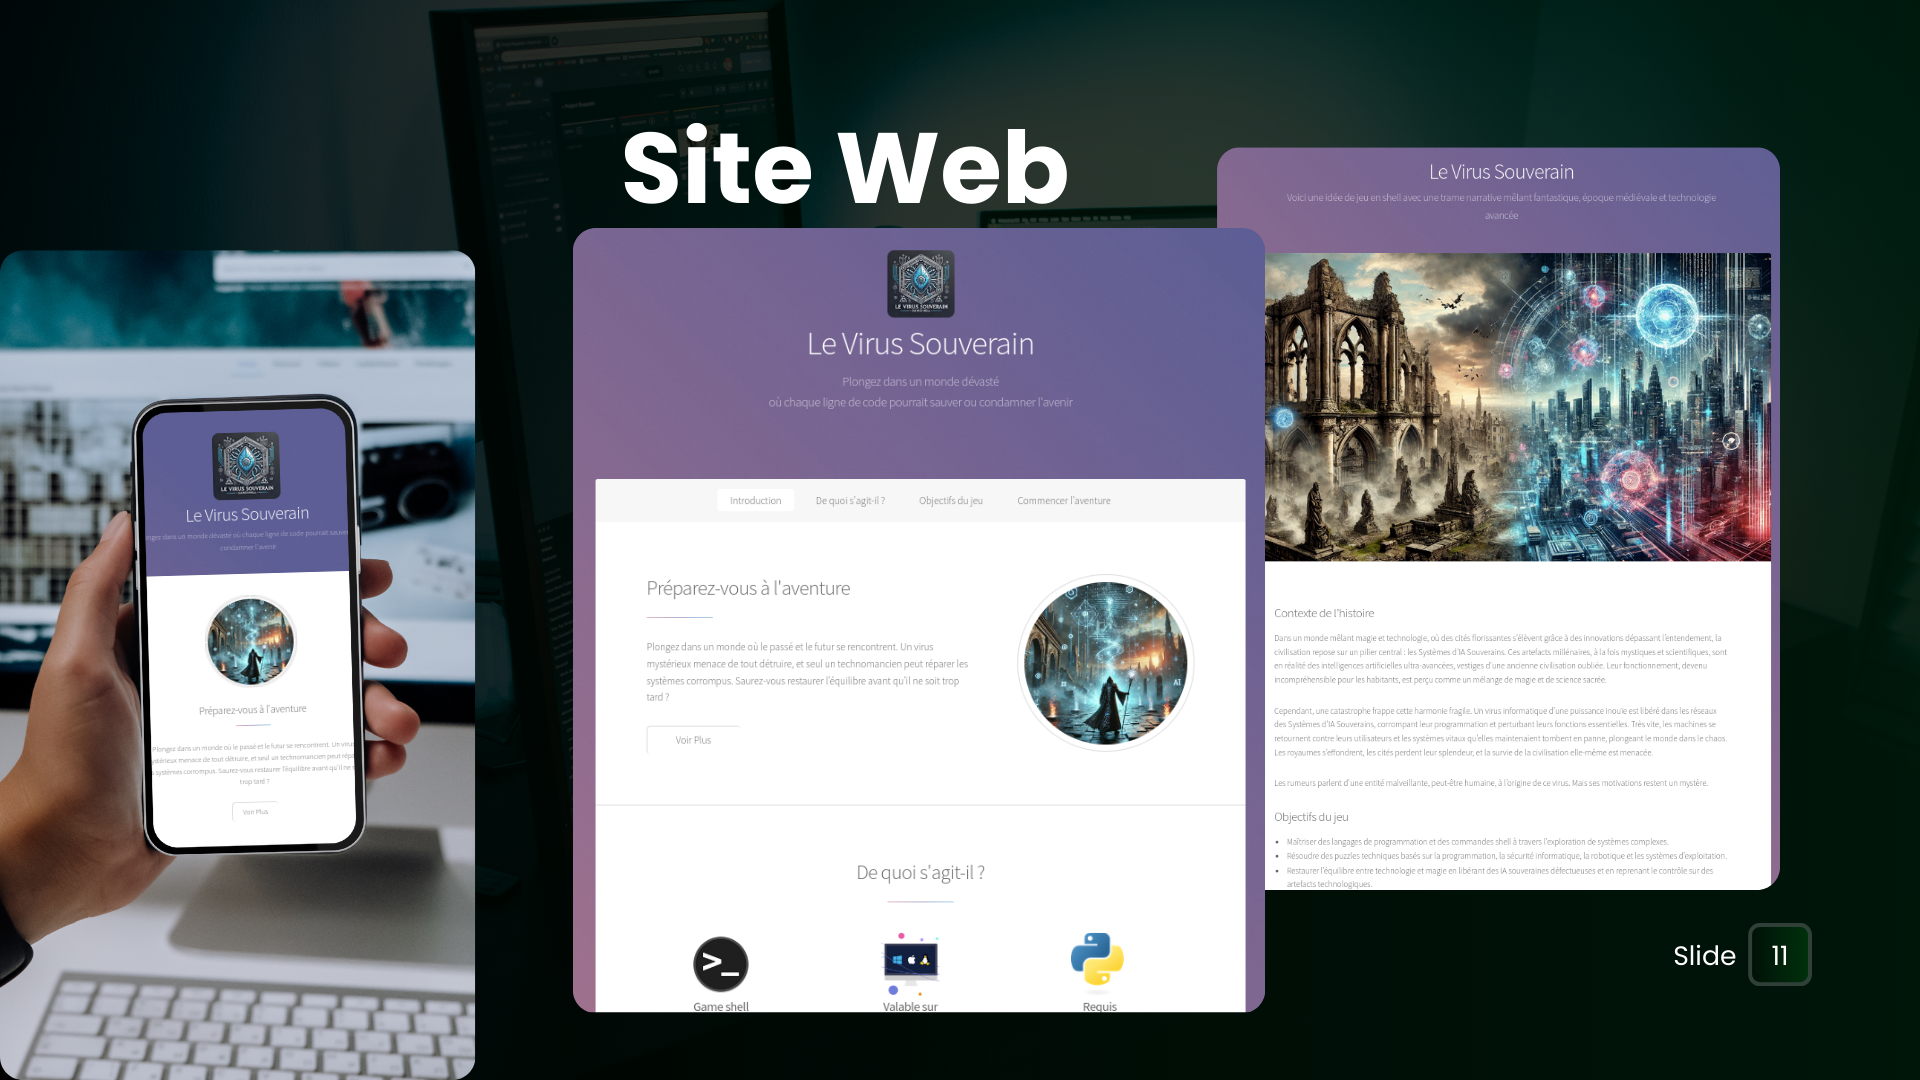 Site Web
LE VIRUS SOUVERAIN
Le Virus Souverain
Plongez dans un monde dévasté
où chaque ligne de code pourrait sauver ou condamner l'avenir
Introduction De quoi s'agit-il ? Objectifs du jeu Commencer l'aventure
Préparez-vous à l'aventure
Plongez dans un monde où le passé et le futur se rencontrent. Un virus
mystérieux menace de tout détruire, et seul un technomancien peut réparer les
systèmes corrompus. Saurez-vous restaurer l'équilibre avant qu'il ne soit trop
tard ?
Voir Plus
AI
De quoi s'agit-il ?
>_
Game shell Valable sur Requis
Le Virus Souverain
Voici une idée de jeu en shell avec une trame narrative mêlant fantastique, époque médiévale et technologie
avancée
Contexte de l'histoire
Dans un monde mêlant magie et technologie, où des cités florissantes s'élèvent grâce à des innovations dépassant l'entendement, la
civilisation repose sur un pilier central : les Systèmes d'IA Souverains. Ces artefacts millénaires, à la fois mystiques et scientifiques, sont
en réalité des intelligences artificielles ultra-avancées, vestiges d'une ancienne civilisation oubliée. Leur fonctionnement, devenu
incompréhensible pour les habitants, est perçu comme un mélange de magie et de science sacrée.
Cependant, une catastrophe frappe cette harmonie fragile. Un virus informatique d'une puissance inouïe est libéré dans les réseaux
des Systèmes d'IA Souverains, corrompant leur programmation et perturbant leurs fonctions essentielles. Très vite, les machines se
retournent contre leurs utilisateurs et les systèmes vitaux qu'elles maintenaient tombent en panne, plongeant le monde dans le chaos.
Les royaumes s'effondrent, les cités perdent leur splendeur, et la survie de la civilisation elle-même est menacée.
Les rumeurs parlent d'une entité malveillante, peut-être humaine, à l'origine de ce virus. Mais ses motivations restent un mystère.
Objectifs du jeu
• Maîtriser des langages de programmation et des commandes shell à travers l'exploration de systèmes complexes.
• Résoudre des puzzles techniques basés sur la programmation, la sécurité informatique, la robotique et les systèmes d'exploitation.
• Restaurer l'équilibre entre technologie et magie en libérant des IA souveraines défectueuses et en reprenant le contrôle sur des
artefacts technologiques.
LE VIRUS SOUVERAIN
Le Virus Souverain
ongez dans un monde dévasté où chaque ligne de code pourrait sauver
condamner l'avenir
Préparez-vous à l'aventure
Plongez dans un monde où le passé et le futur se rencontrent. Un virus
stérieux menace de tout détruire, et seul un technomancien peut répa
systèmes corrompus. Saurez-vous restaurer l'équilibre avant qu'il ne s
trop tard ?
Voir Plus
Slide 11